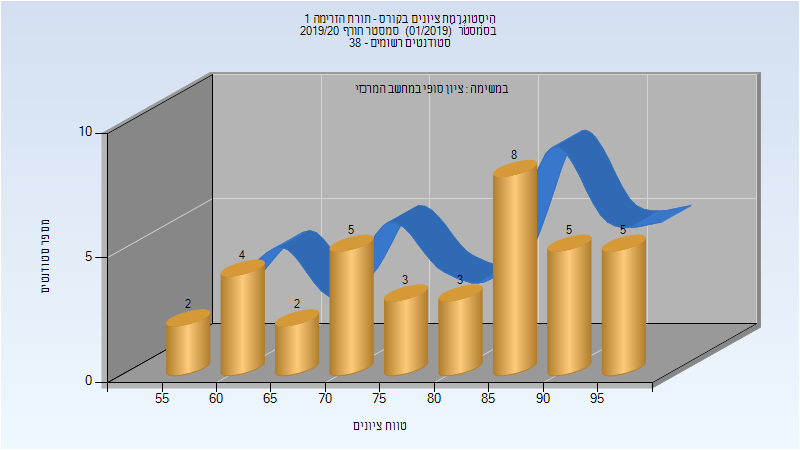 היסטוגרמת ציונים בקורס - תורת הזרימה 1
בסמסטר (01/2019) סמסטר חורף 2019/20
סטודנטים רשומים - 38
במשימה : ציון סופי במחשב המרכזי
מספר סטודנטים
10
5
0
2
4
2
5
3
3
8
5
5
55 60 65 70 75 80 85 90 95
טווח ציונים